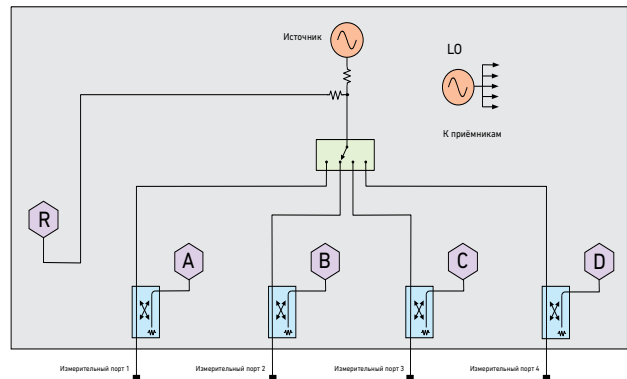 Источник
LO
К приёмникам
R
A
B
C
D
Измерительный порт 1
Измерительный порт 2
Измерительный порт 3
Измерительный порт 4